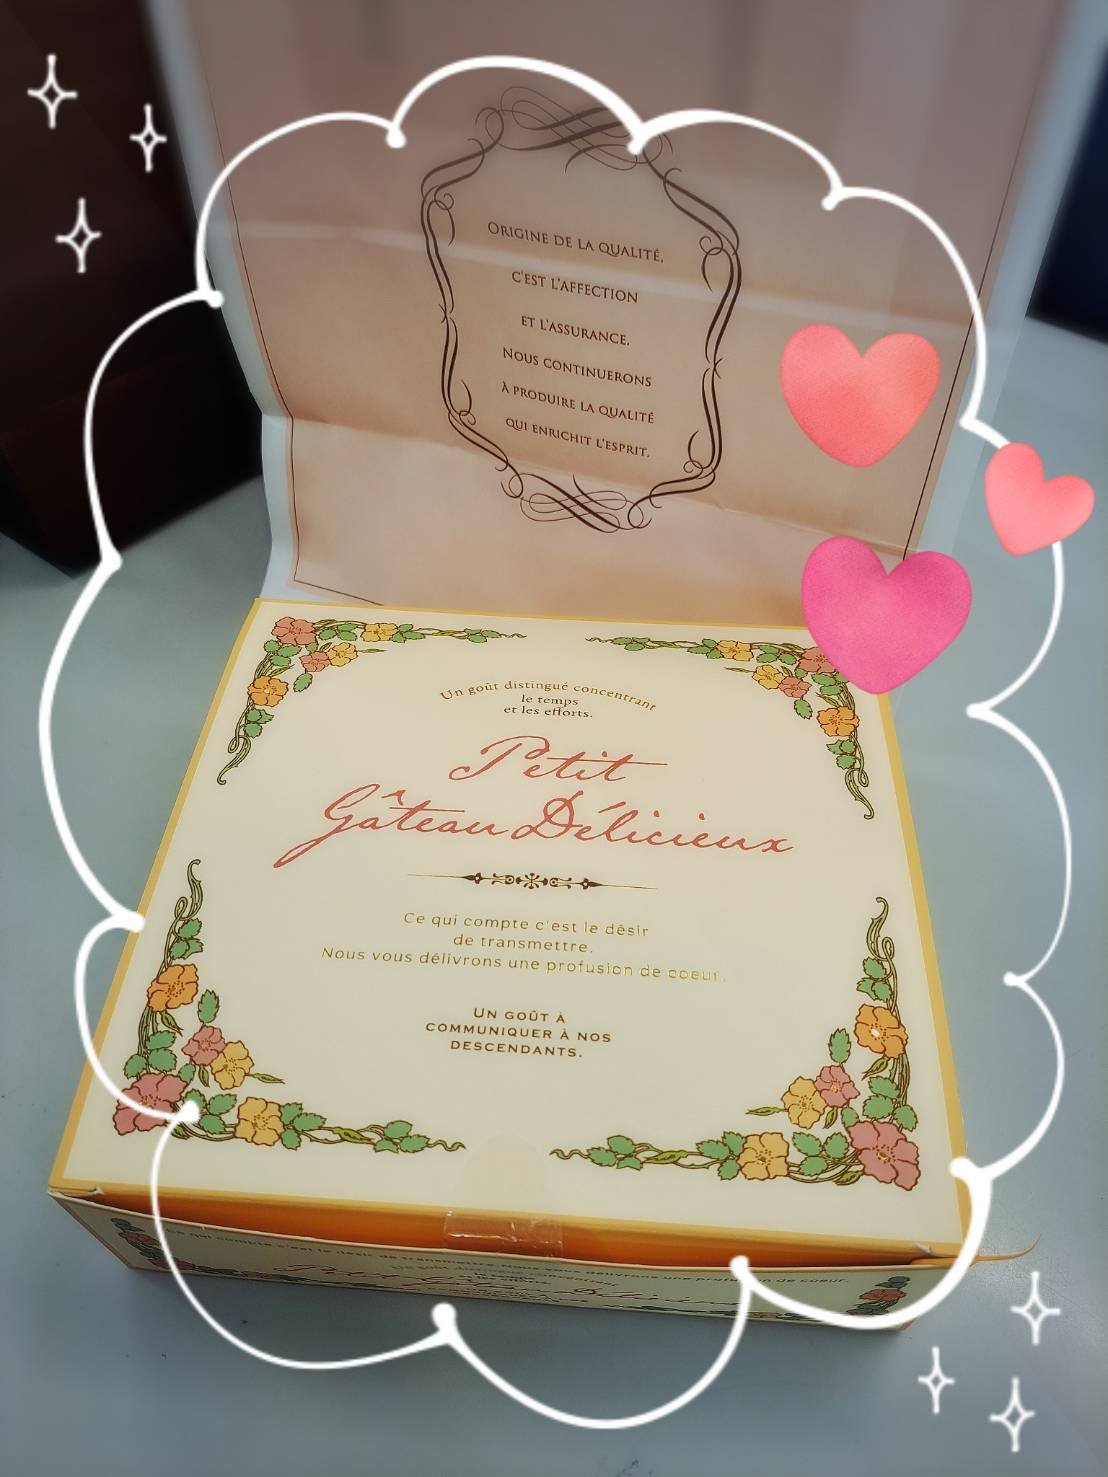 ORIGINE DE LA QUALITÉ,
C'EST L'AFFECTION
ET L'ASSURANCE.
NOUS CONTINUERONS
À PRODUIRE LA QUALITÉ
QUI ENRICHIT L'ESPRIT.
Un goût distingué concentrant
le temps
et les efforts.
Petit
Gâteau Délicieux
Ce qui compte c'est le désir
de transmettre.
Nous vous délivrons une profusion de coeur.
UN GOÛT À
COMMUNIQUER À NOS
DESCENDANTS.